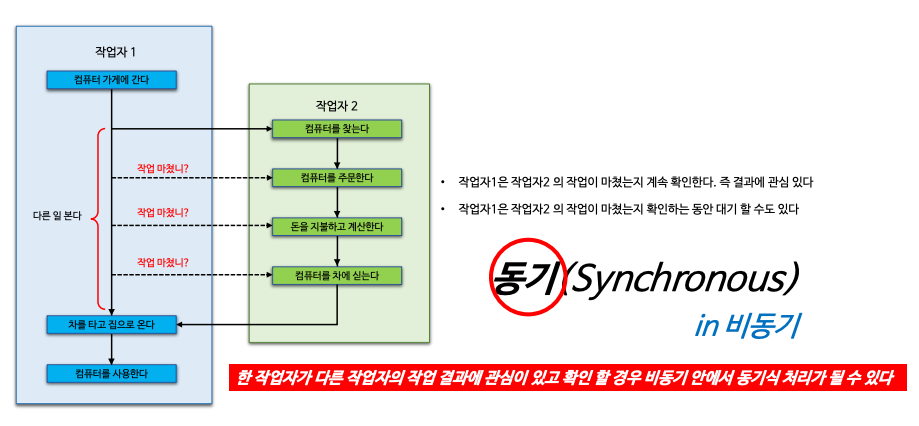 작업자 1
컴퓨터 가게에 간다
작업자 2
컴퓨터를 찾는다
작업 마쳤니?
컴퓨터를 주문한다
다른 일 본다
작업 마쳤니?
돈을 지불하고 계산한다
작업 마쳤니?
컴퓨터를 차에 싣는다
차를 타고 집으로 온다
컴퓨터를 사용한다
• 작업자1은 작업자2 의 작업이 마쳤는지 계속 확인한다. 즉 결과에 관심 있다
• 작업자1은 작업자2 의 작업이 마쳤는지 확인하는 동안 대기 할 수도 있다
동기(Synchronous)
in 비동기
한 작업자가 다른 작업자의 작업 결과에 관심이 있고 확인 할 경우 비동기 안에서 동기식 처리가 될 수 있다